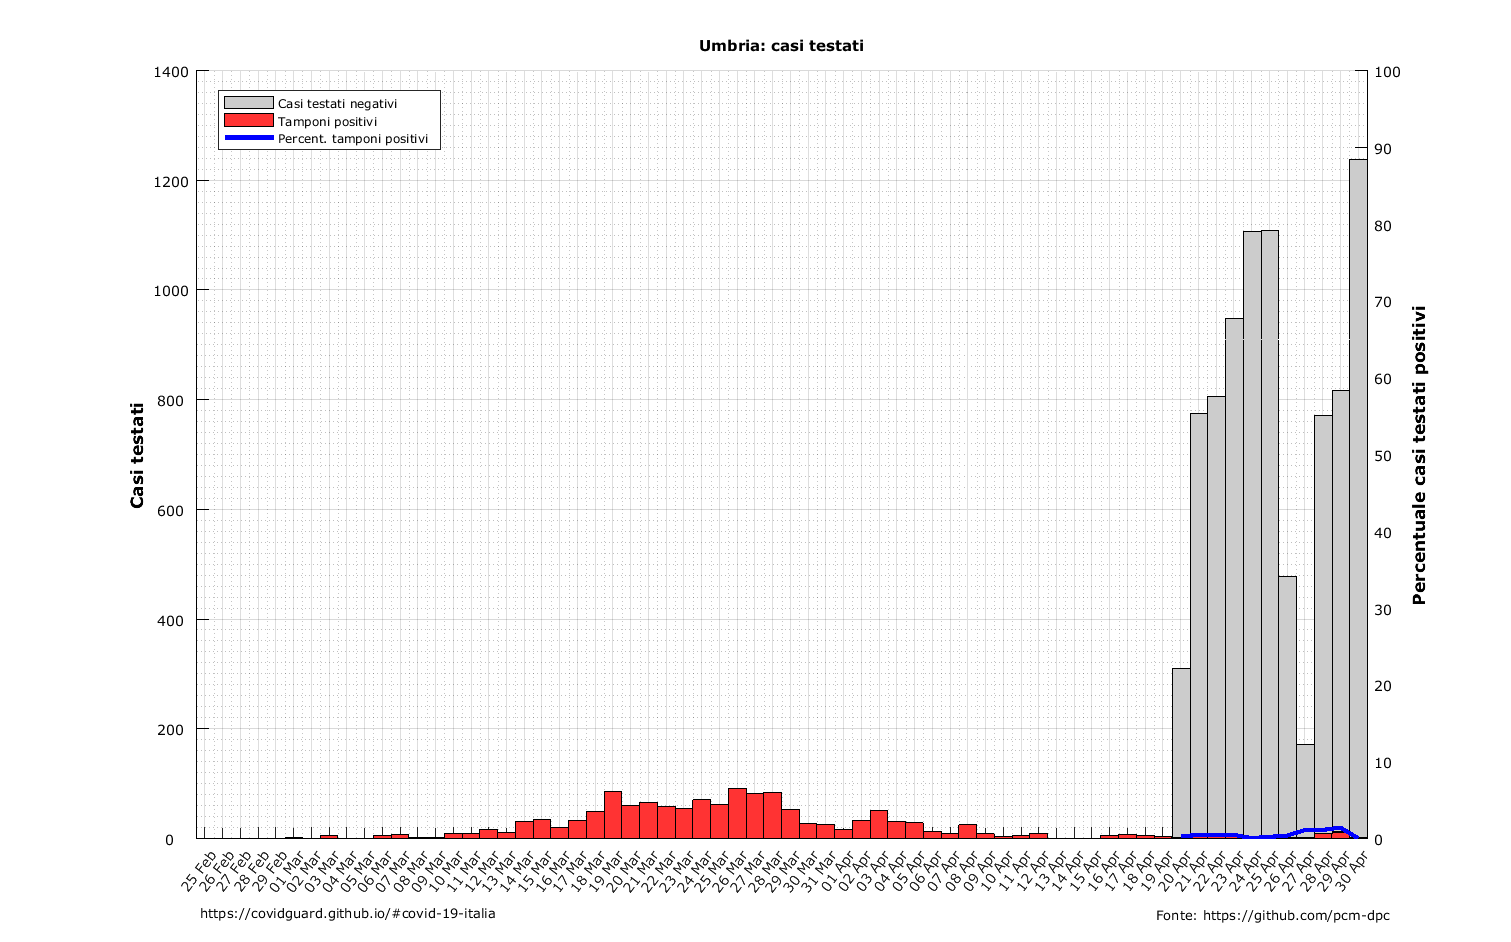 Umbria: casi testati
1400
1200
1000
800
600
400
200
0
Casi testati
Casi testati negativi
Tamponi positivi
Percent. tamponi positivi
100
90
80
70
60
50
40
30
20
10
0
Percentuale casi testati positivi
25 Feb
26 Feb
27 Feb
28 Feb
29 Feb
01 Mar
02 Mar
03 Mar
04 Mar
05 Mar
06 Mar
07 Mar
08 Mar
09 Mar
10 Mar
11 Mar
12 Mar
13 Mar
14 Mar
15 Mar
16 Mar
17 Mar
18 Mar
19 Mar
20 Mar
21 Mar
22 Mar
23 Mar
24 Mar
25 Mar
26 Mar
27 Mar
28 Mar
29 Mar
30 Mar
31 Mar
01 Apr
02 Apr
03 Apr
04 Apr
05 Apr
06 Apr
07 Apr
08 Apr
09 Apr
10 Apr
11 Apr
12 Apr
13 Apr
14 Apr
15 Apr
16 Apr
17 Apr
18 Apr
19 Apr
20 Apr
21 Apr
22 Apr
23 Apr
24 Apr
25 Apr
26 Apr
27 Apr
28 Apr
29 Apr
30 Apr
https://covidguard.github.io/#covid-19-italia
Fonte: https://github.com/pcm-dpc